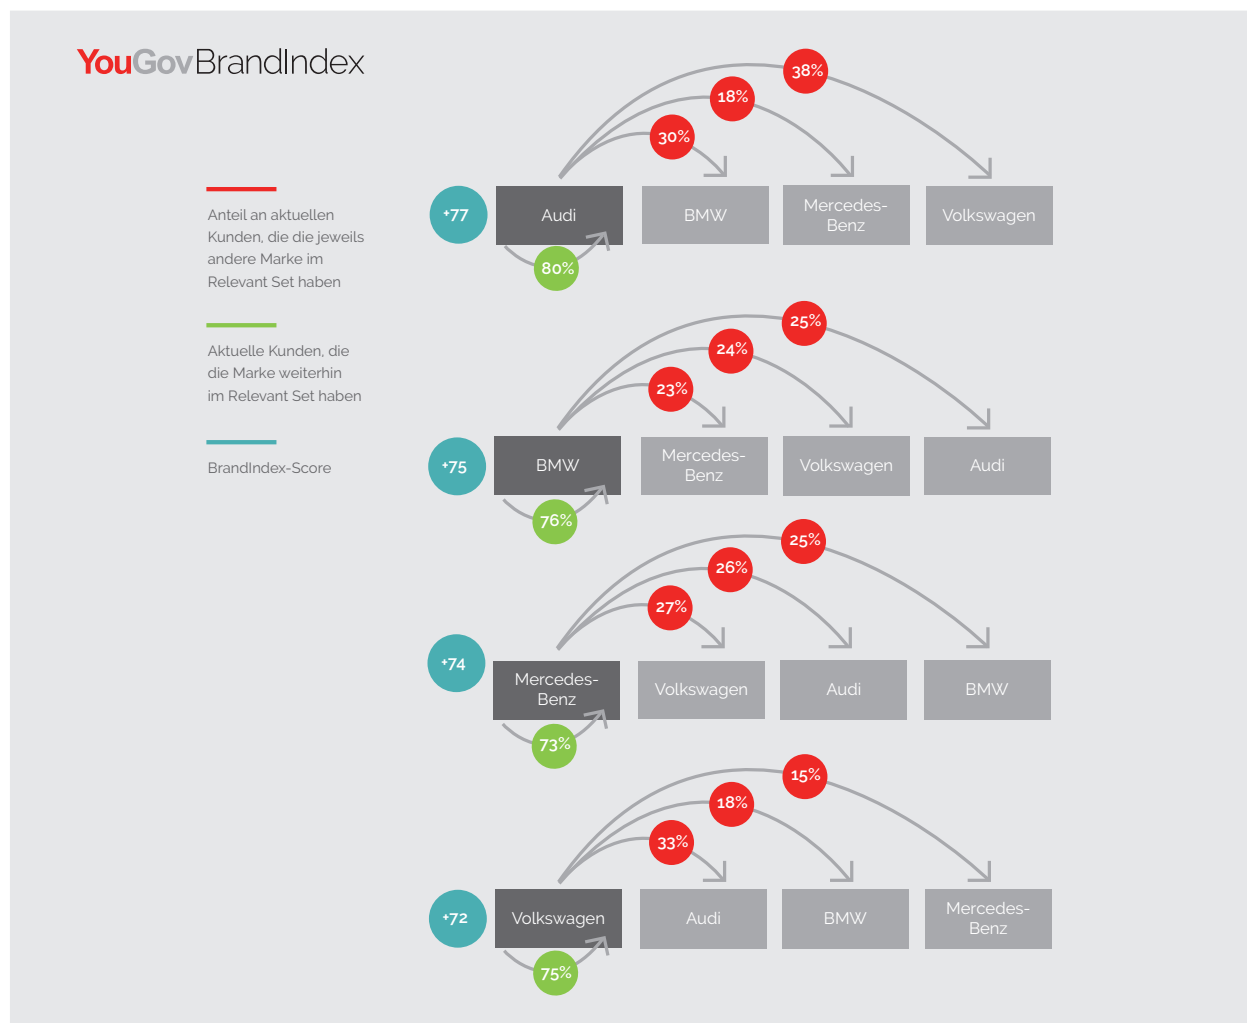 YouGovBrandIndex
Anteil an aktuellen
Kunden, die die jeweils
andere Marke im
Relevant Set haben
Aktuelle Kunden, die
die Marke weiterhin
im Relevant Set haben
BrandIndex-Score
38%
18%
30%
+77
Audi
BMW
Mercedes-
Benz
Volkswagen
80%
25%
24%
23%
+75
BMW
Mercedes-
Benz
Volkswagen
Audi
76%
25%
26%
27%
+74
Mercedes-
Benz
Volkswagen
Audi
BMW
73%
15%
18%
33%
+72
Volkswagen
Audi
BMW
Mercedes-
Benz
75%